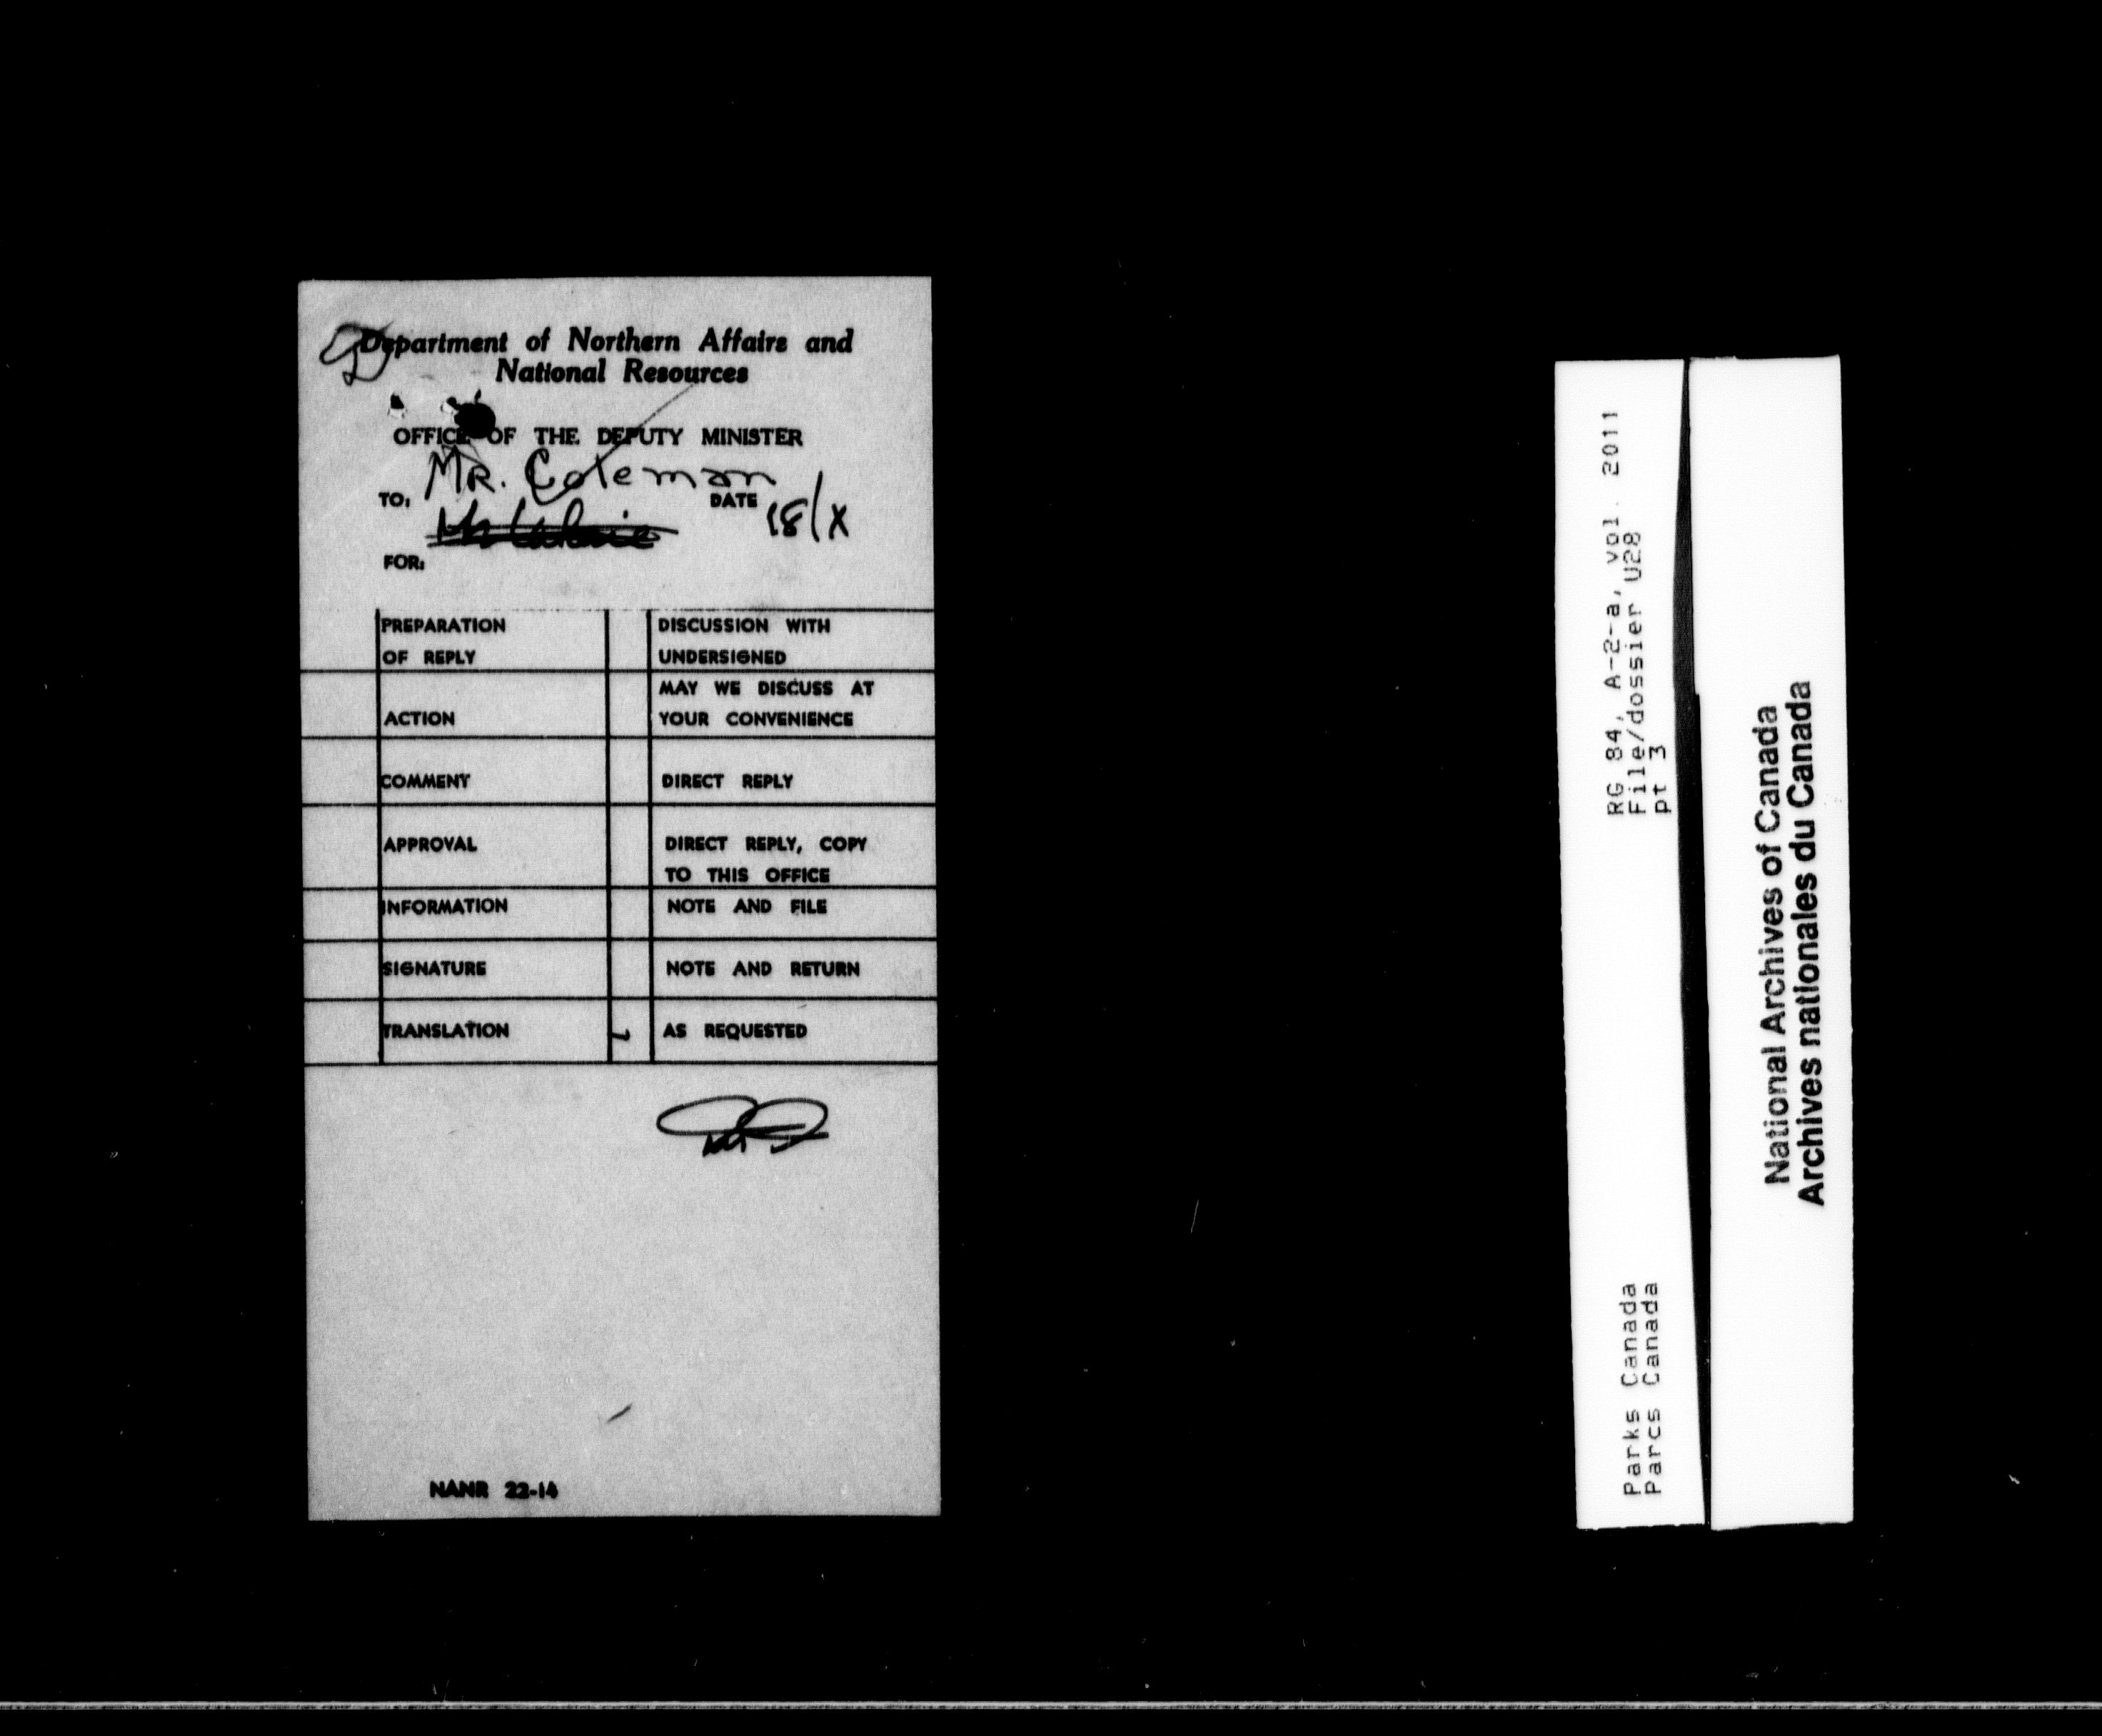 Department of Northern Affairs and
National Resources
OFFICE OF THE DEPUTY MINISTER
MR. Coleman
TO:
DATE 18/X
FOR:
PREPARATION
OF REPLY
DISCUSSION WITH
UNDERSIGNED
ACTION
MAY WE DISCUSS AT
YOUR CONVENIENCE
COMMENT
DIRECT REPLY
APPROVAL
DIRECT REPLY, COPY
TO THIS OFFICE
INFORMATION
NOTE AND FILE
SIGNATURE
NOTE AND RETURN
TRANSLATION
AS REQUESTED
NANR 22-14
RG 84, A-2-a, vol. 2011
File/dossier U28
pt 3
Parks Canada
Parcs Canada
National Archives of Canada
Archives nationales du Canada